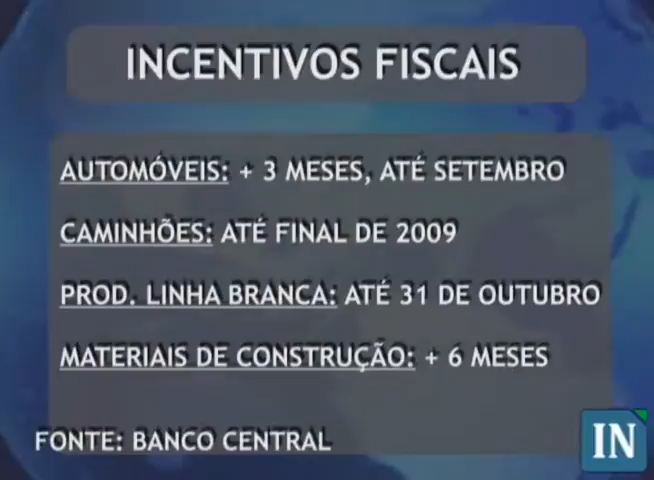 INCENTIVOS FISCAIS
AUTOMÓVEIS: + 3 MESES, ATÉ SETEMBRO
CAMINHÕES: ATÉ FINAL DE 2009
PROD. LINHA BRANCA: ATÉ 31 DE OUTUBRO
MATERIAIS DE CONSTRUÇÃO: + 6 MESES
FONTE: BANCO CENTRAL
IN